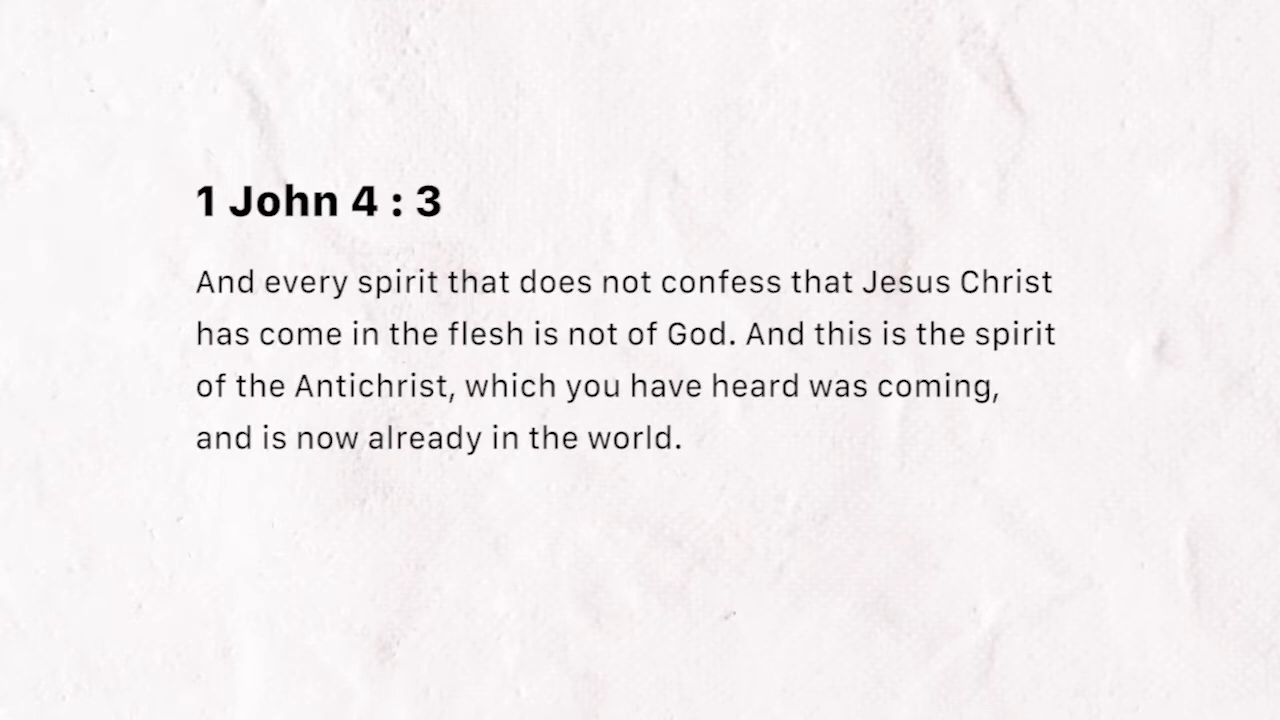 1 John 4 : 3
And every spirit that does not confess that Jesus Christ
has come in the flesh is not of God. And this is the spirit
of the Antichrist, which you have heard was coming,
and is now already in the world.